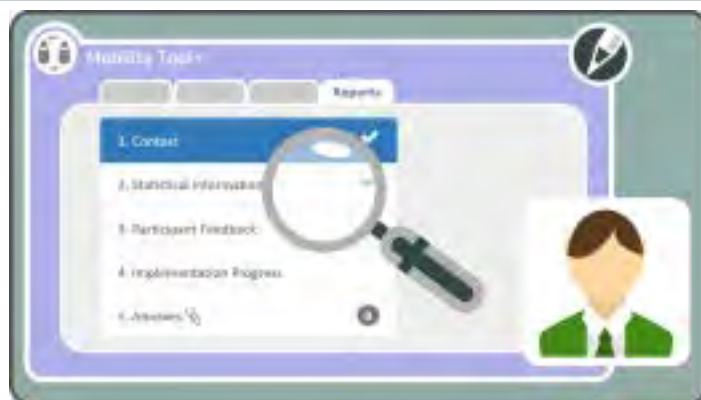 Mobility Tool+
Reports
1. Context
2. Statistical Information
3. Participant Feedback
4. Implementation Progress
5. Annexes